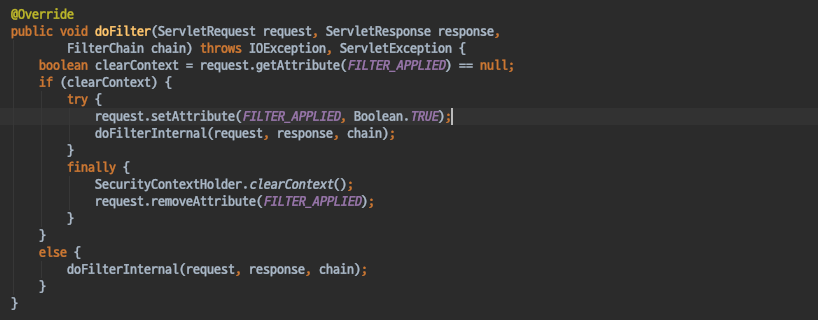 @Override
public void doFilter(ServletRequest request, ServletResponse response,
        FilterChain chain) throws IOException, ServletException {
    boolean clearContext = request.getAttribute(FILTER_APPLIED) == null;
    if (clearContext) {
        try {
            request.setAttribute(FILTER_APPLIED, Boolean.TRUE);
            doFilterInternal(request, response, chain);
        }
        finally {
            SecurityContextHolder.clearContext();
            request.removeAttribute(FILTER_APPLIED);
        }
    }
    else {
        doFilterInternal(request, response, chain);
    }
}